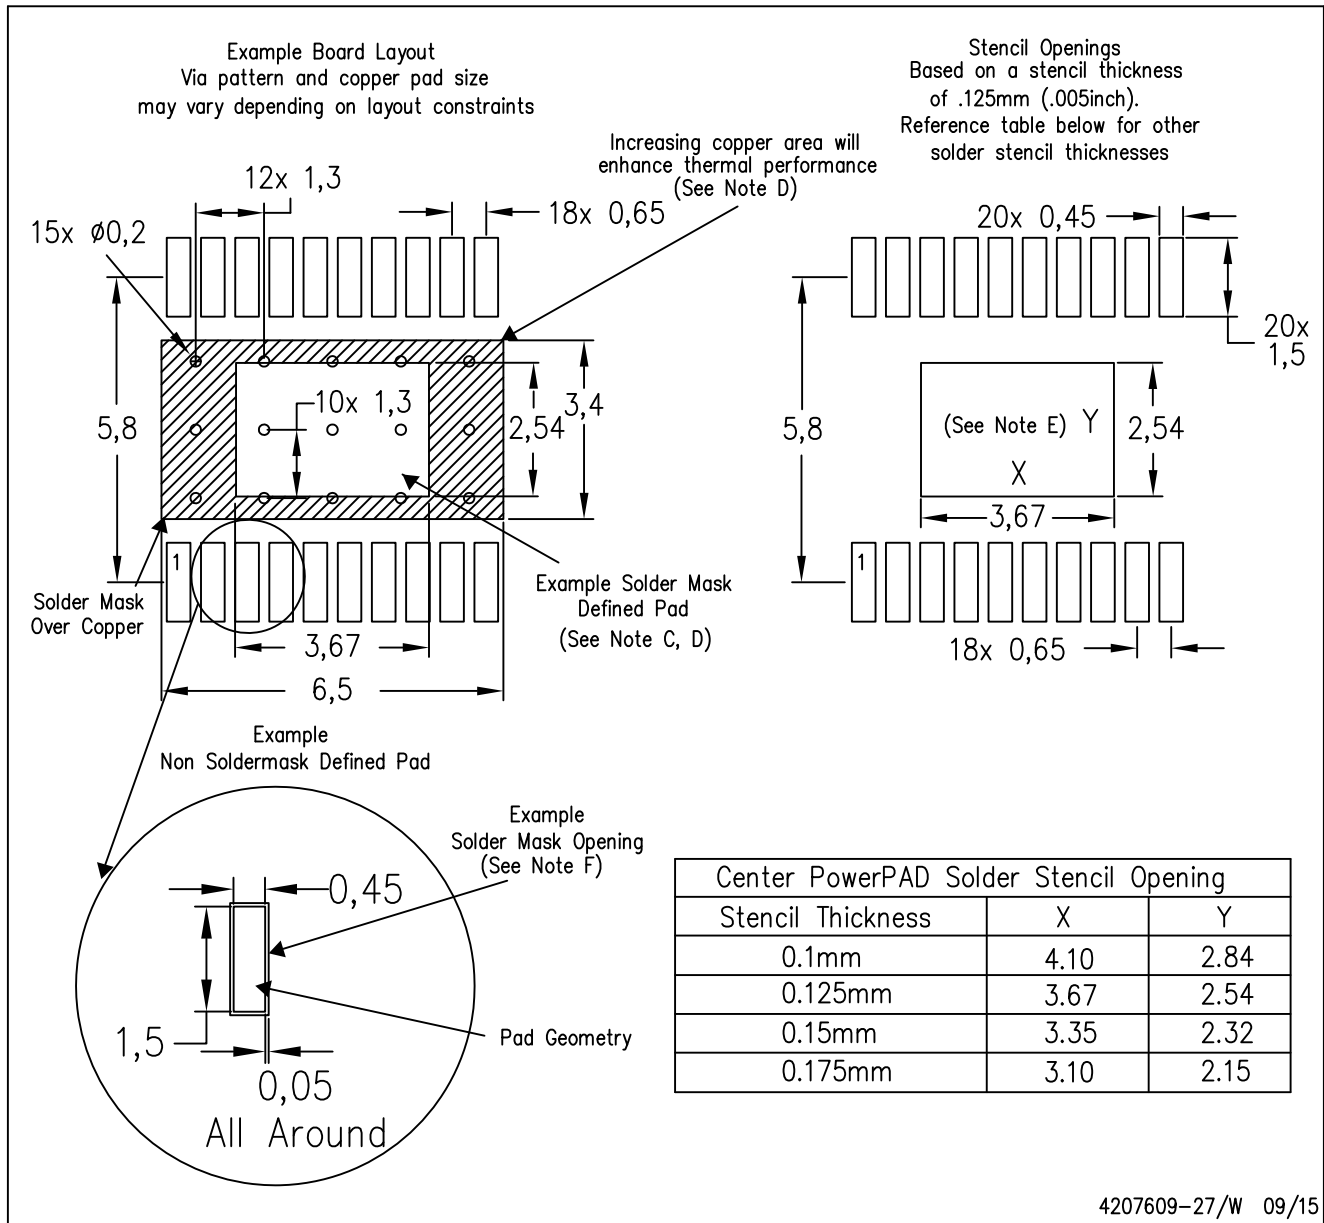 Example Board Layout
Via pattern and copper pad size
may vary depending on layout constraints
Stencil Openings
Based on a stencil thickness
of .125mm (.005inch).
Reference table below for other
solder stencil thicknesses
Increasing copper area will
enhance thermal performance
(See Note D)
12x 1,3
18x 0,65
15x ø0,2
20x 0,45
20x
1,5
5,8
10x 1,3
2,54
3,4
5,8
(See Note E) Y
X
2,54
3,67
1
1
Solder Mask
Over Copper
Example Solder Mask
Defined Pad
(See Note C, D)
3,67
6,5
18x 0,65
Example
Non Soldermask Defined Pad
Example
Solder Mask Opening
(See Note F)
0,45
1,5
Pad Geometry
0,05
All Around
Center PowerPAD Solder Stencil Opening
Stencil Thickness X Y
0.1mm 4.10 2.84
0.125mm 3.67 2.54
0.15mm 3.35 2.32
0.175mm 3.10 2.15
4207609-27/W 09/15